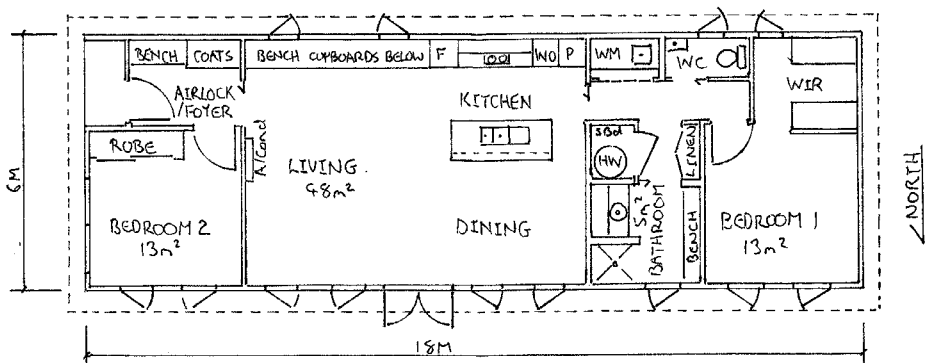 BENCH
COATS
BENCH CUPBOARDS BELOW
F
WO
P
WM
WC
WIR
AIRLOCK
/FOYER
KITCHEN
ROBE
A/Cond
LIVING.
48m²
SBd
HW
LINEN
6M
NORTH
BEDROOM 2
13m²
DINING
5m²
BATHROOM
BENCH
BEDROOM 1
13m²
18M